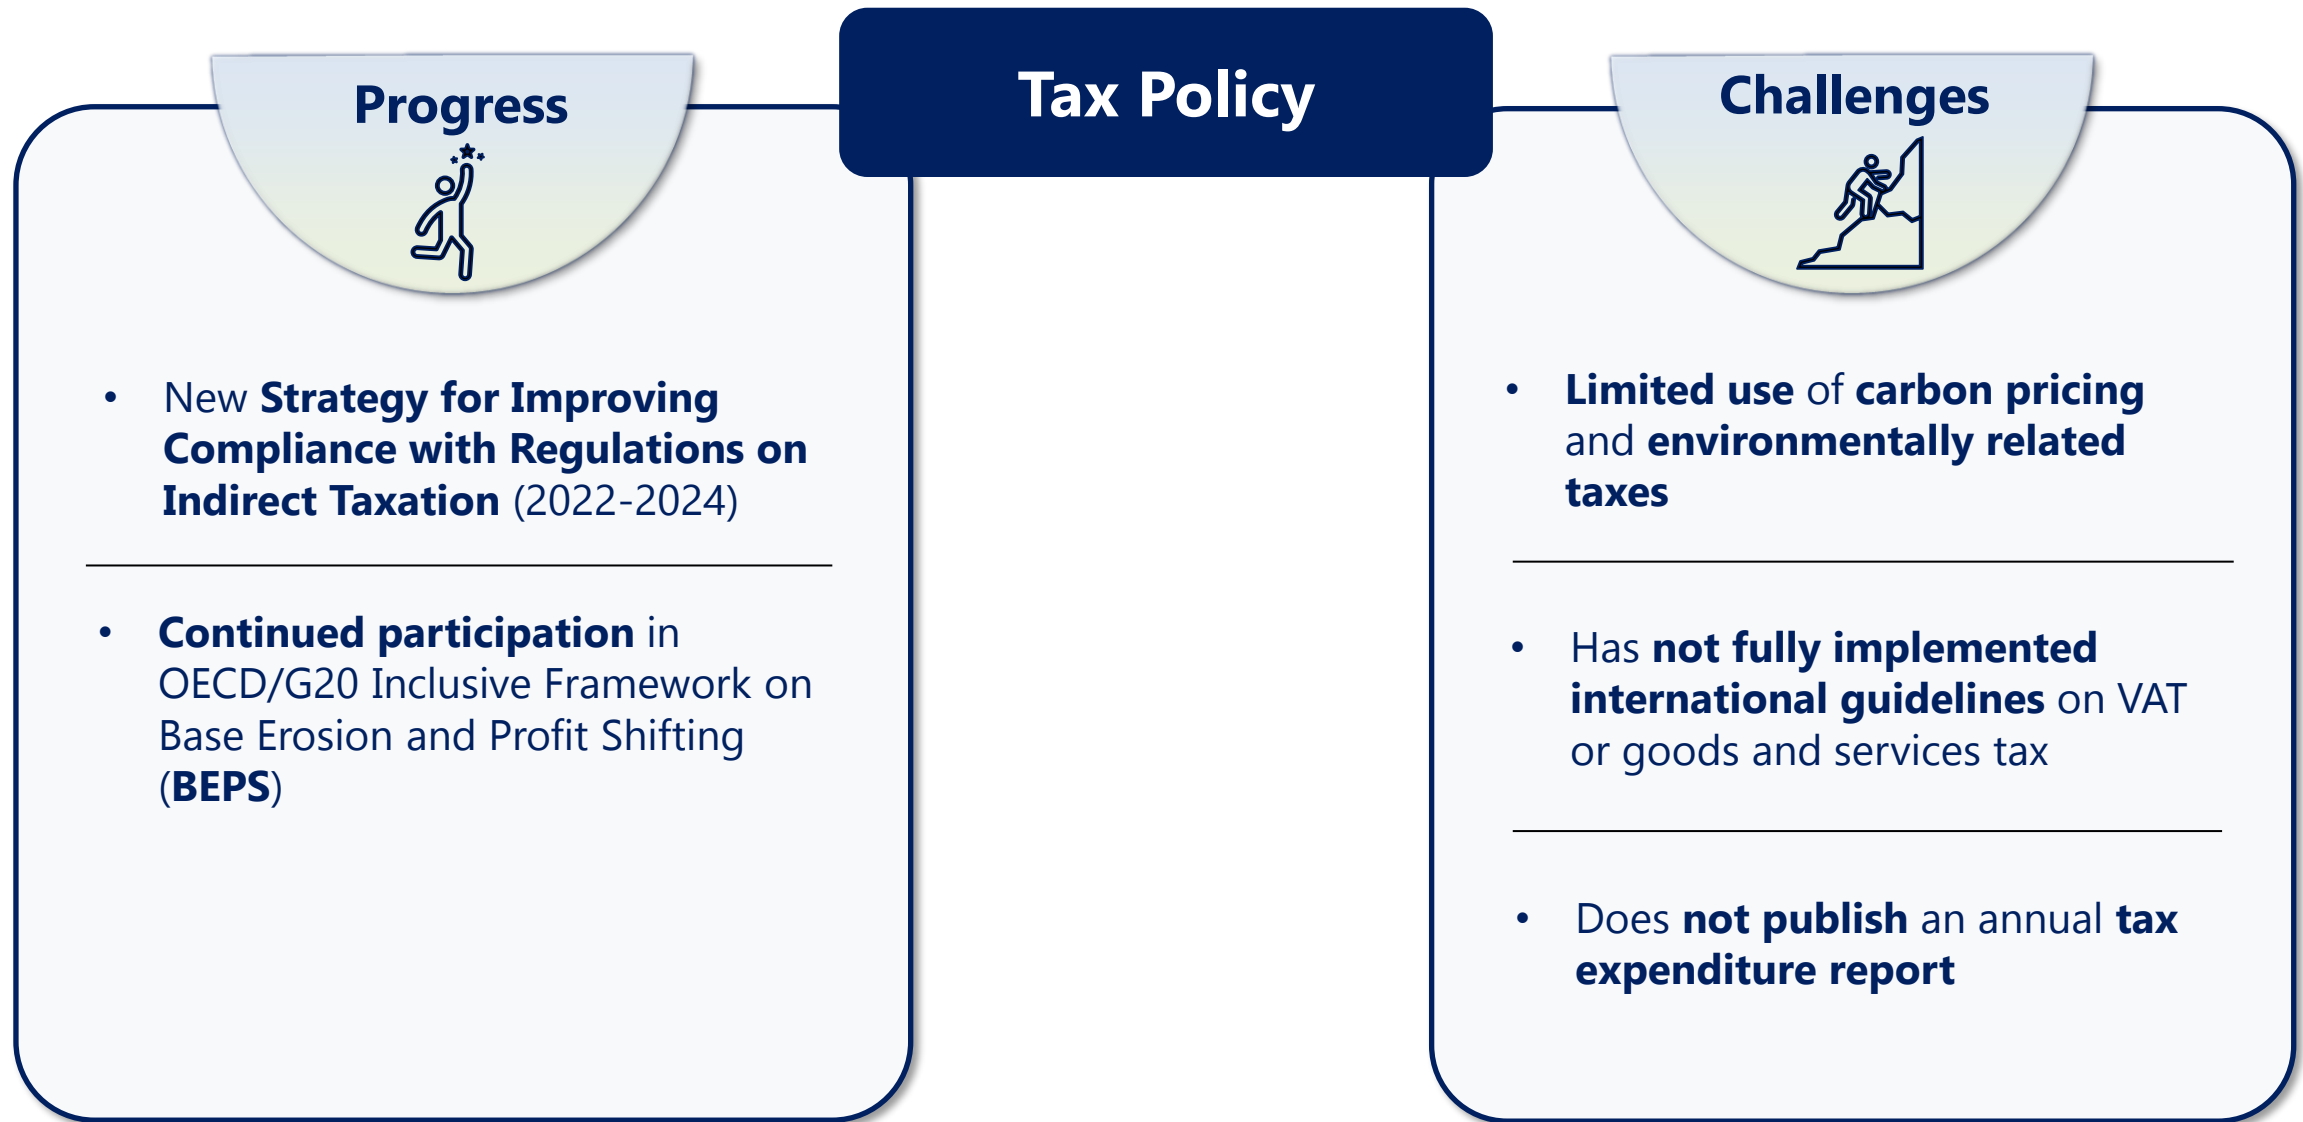 Tax Policy
Progress
• New Strategy for Improving
Compliance with Regulations on
Indirect Taxation (2022-2024)
• Continued participation in
OECD/G20 Inclusive Framework on
Base Erosion and Profit Shifting
(BEPS)
Challenges
• Limited use of carbon pricing
and environmentally related
taxes
• Has not fully implemented
international guidelines on VAT
or goods and services tax
• Does not publish an annual tax
expenditure report